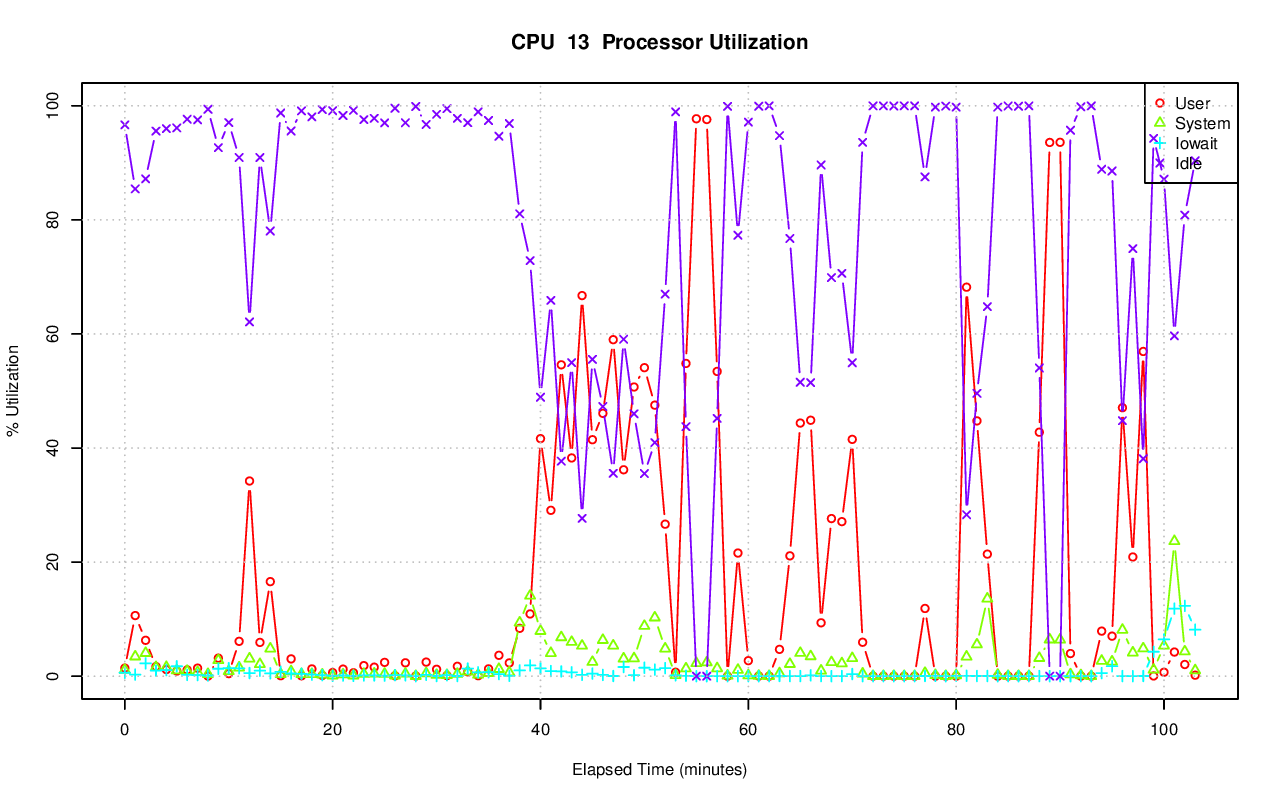 CPU  13  Processor Utilization
100
80
60
40
20
0
% Utilization
User
System
Iowait
Idle
0
20
40
60
80
100
Elapsed Time (minutes)